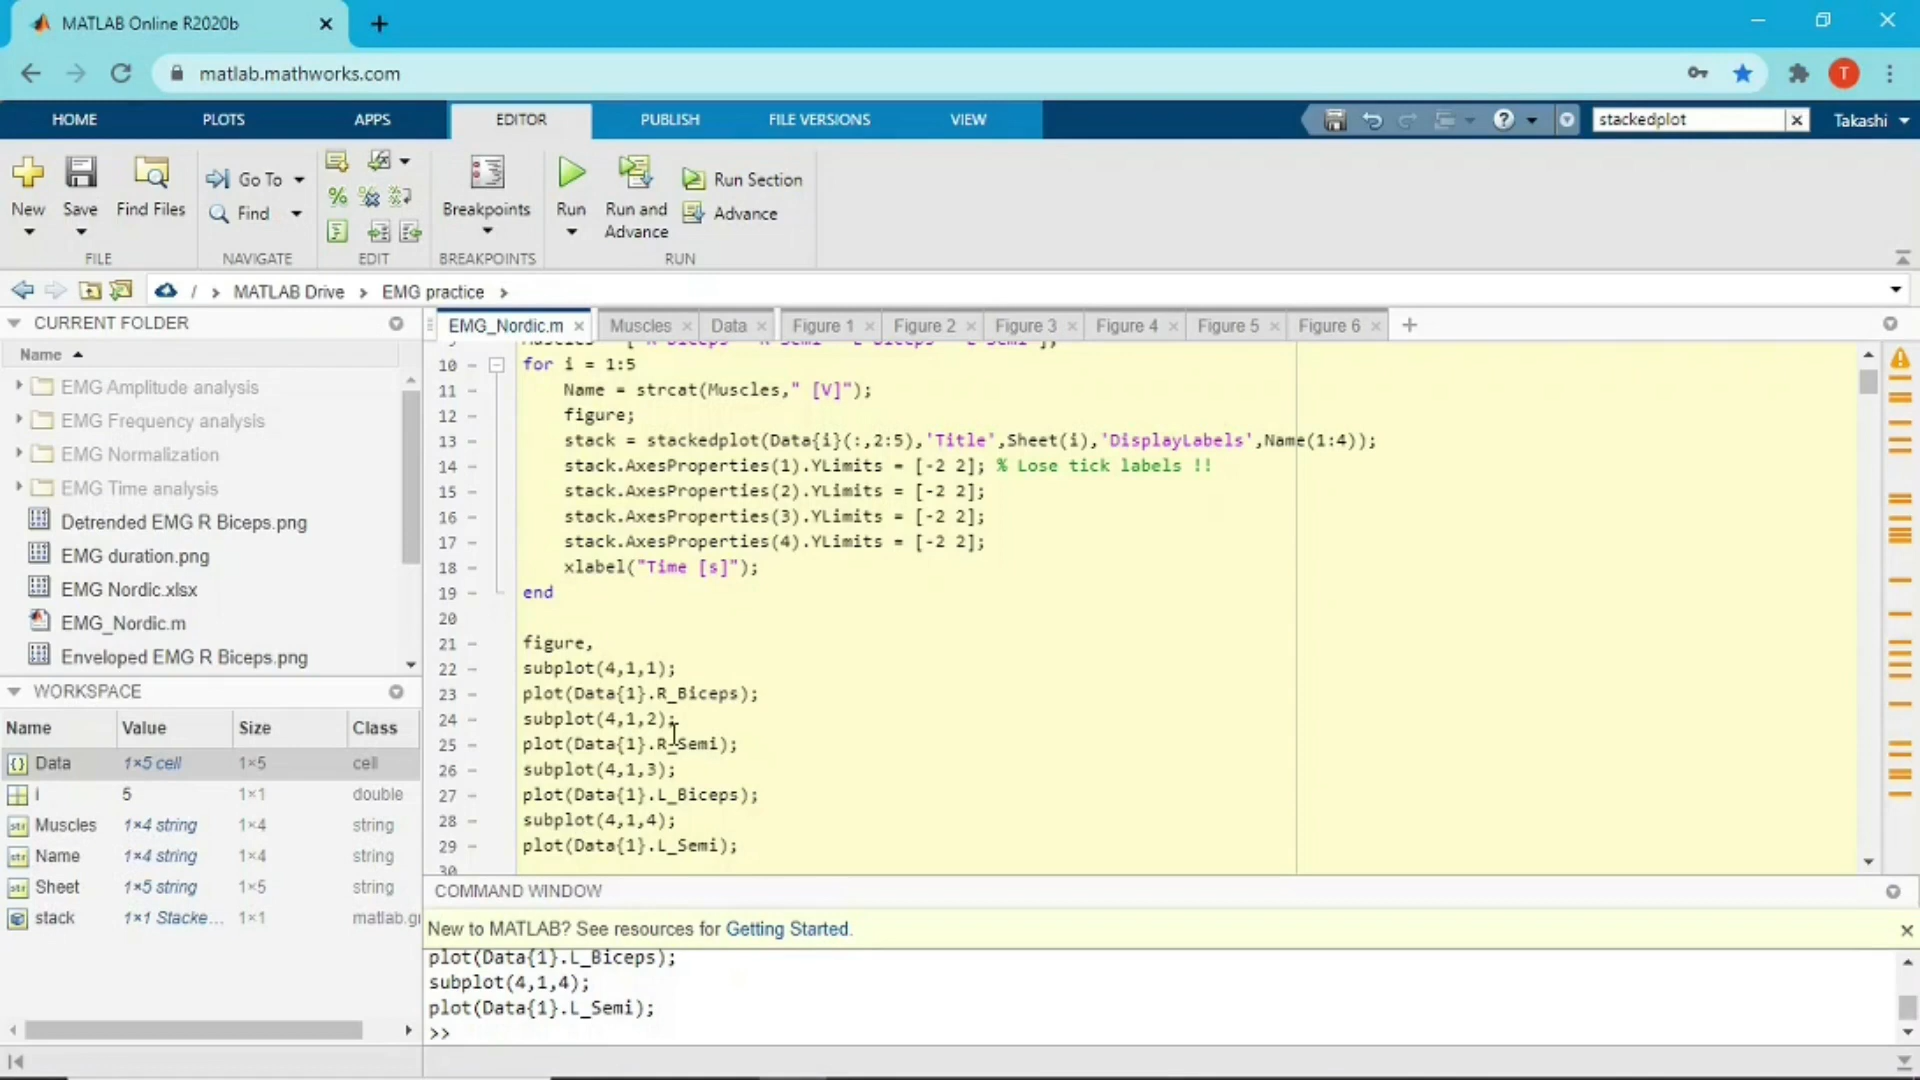 MATLAB Online R2020b
matlab.mathworks.com
T
HOME PLOTS APPS EDITOR PUBLISH FILE VERSIONS VIEW
stackedplot
Takashi
New Save Find Files
Go To
Find
Breakpoints
Run Run and Advance
Run Section
Advance
FILE NAVIGATE EDIT BREAKPOINTS RUN
/ > MATLAB Drive > EMG practice >
CURRENT FOLDER
Name
EMG Amplitude analysis
EMG Frequency analysis
EMG Normalization
EMG Time analysis
Detrended EMG R Biceps.png
EMG duration.png
EMG Nordic.xlsx
EMG_Nordic.m
Enveloped EMG R Biceps.png
WORKSPACE
Name Value Size Class
Data 1×5 cell 1×5 cell
i 5 1×1 double
Muscles 1×4 string 1×4 string
Name 1×4 string 1×4 string
Sheet 1×5 string 1×5 string
stack 1×1 Stacke... 1×1 matlab.gr
EMG_Nordic.m Muscles Data Figure 1 Figure 2 Figure 3 Figure 4 Figure 5 Figure 6
10 for i = 1:5
11 Name = strcat(Muscles," [V]");
12 figure;
13 stack = stackedplot(Data{i}(:,2:5),'Title',Sheet(i),'DisplayLabels',Name(1:4));
14 stack.AxesProperties(1).YLimits = [-2 2]; % Lose tick labels !!
15 stack.AxesProperties(2).YLimits = [-2 2];
16 stack.AxesProperties(3).YLimits = [-2 2];
17 stack.AxesProperties(4).YLimits = [-2 2];
18 xlabel("Time [s]");
19 end
20
21 figure,
22 subplot(4,1,1);
23 plot(Data{1}.R_Biceps);
24 subplot(4,1,2);
25 plot(Data{1}.R_Semi);
26 subplot(4,1,3);
27 plot(Data{1}.L_Biceps);
28 subplot(4,1,4);
29 plot(Data{1}.L_Semi);
30
COMMAND WINDOW
New to MATLAB? See resources for Getting Started.
plot(Data{1}.L_Biceps);
subplot(4,1,4);
plot(Data{1}.L_Semi);
>>